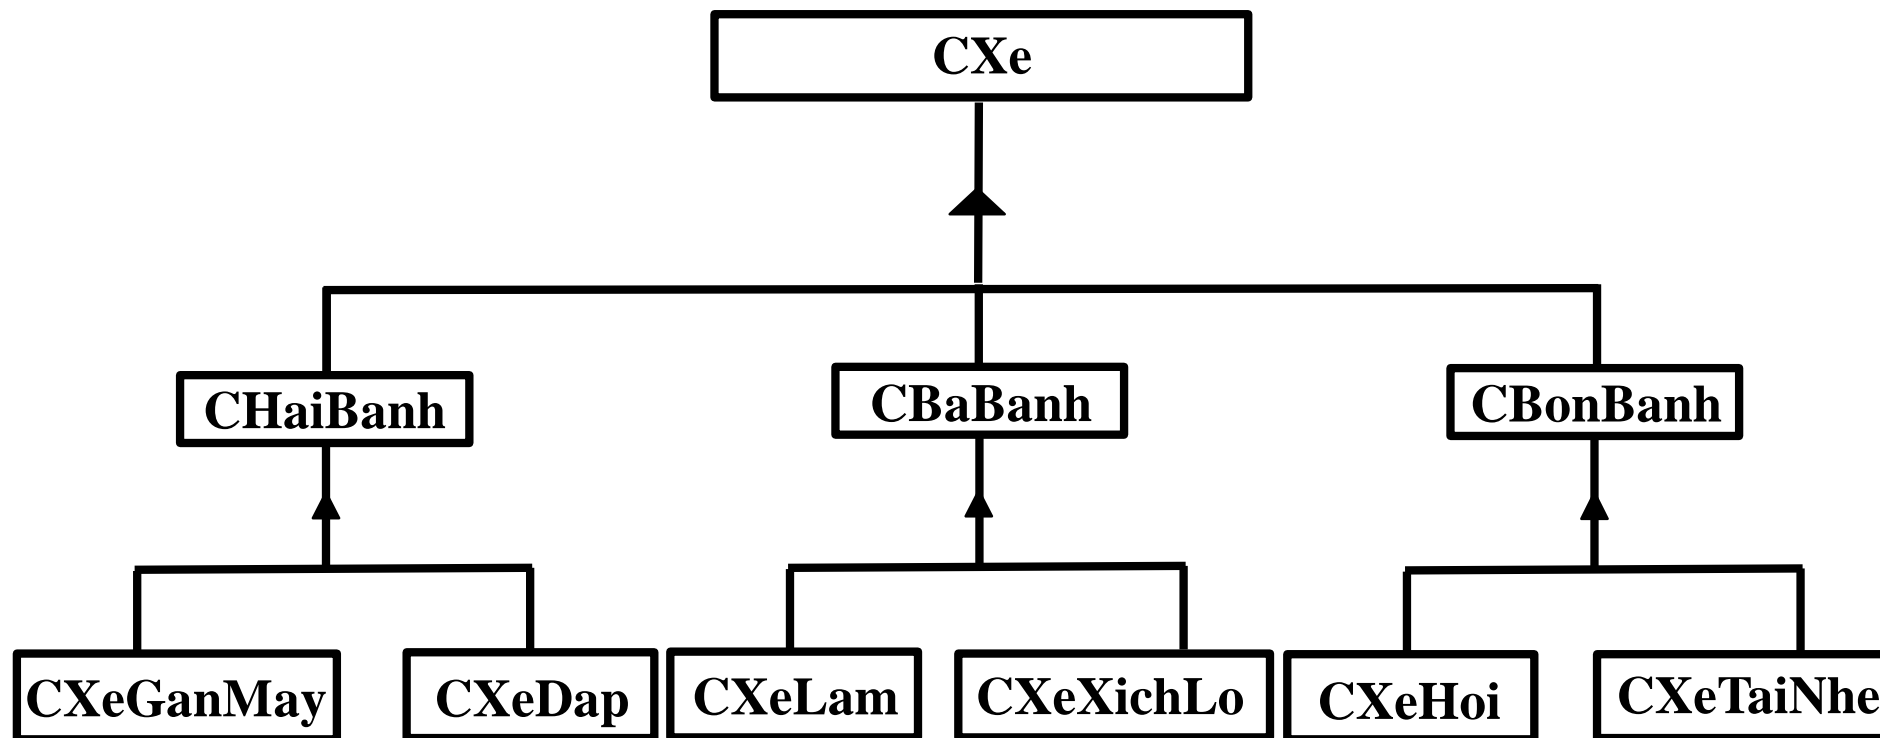 CXe
CHaiBanh
CBaBanh
CBonBanh
CXeGanMay
CXeDap
CXeLam
CXeXichLo
CXeHoi
CXeTaiNhe